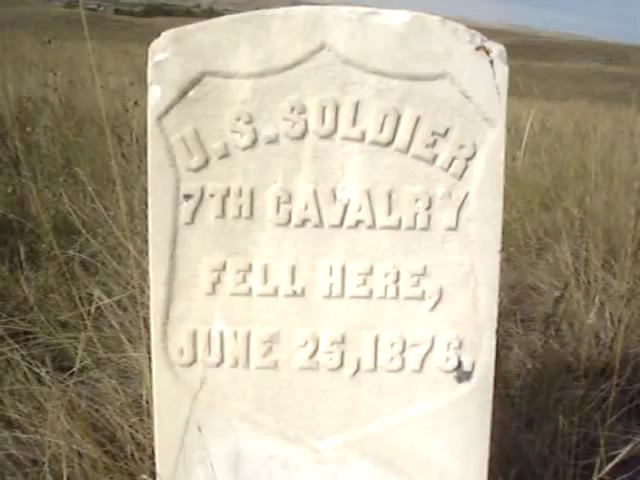 U.S. SOLDIER
7TH CAVALRY
FELL HERE,
JUNE 25, 1876.